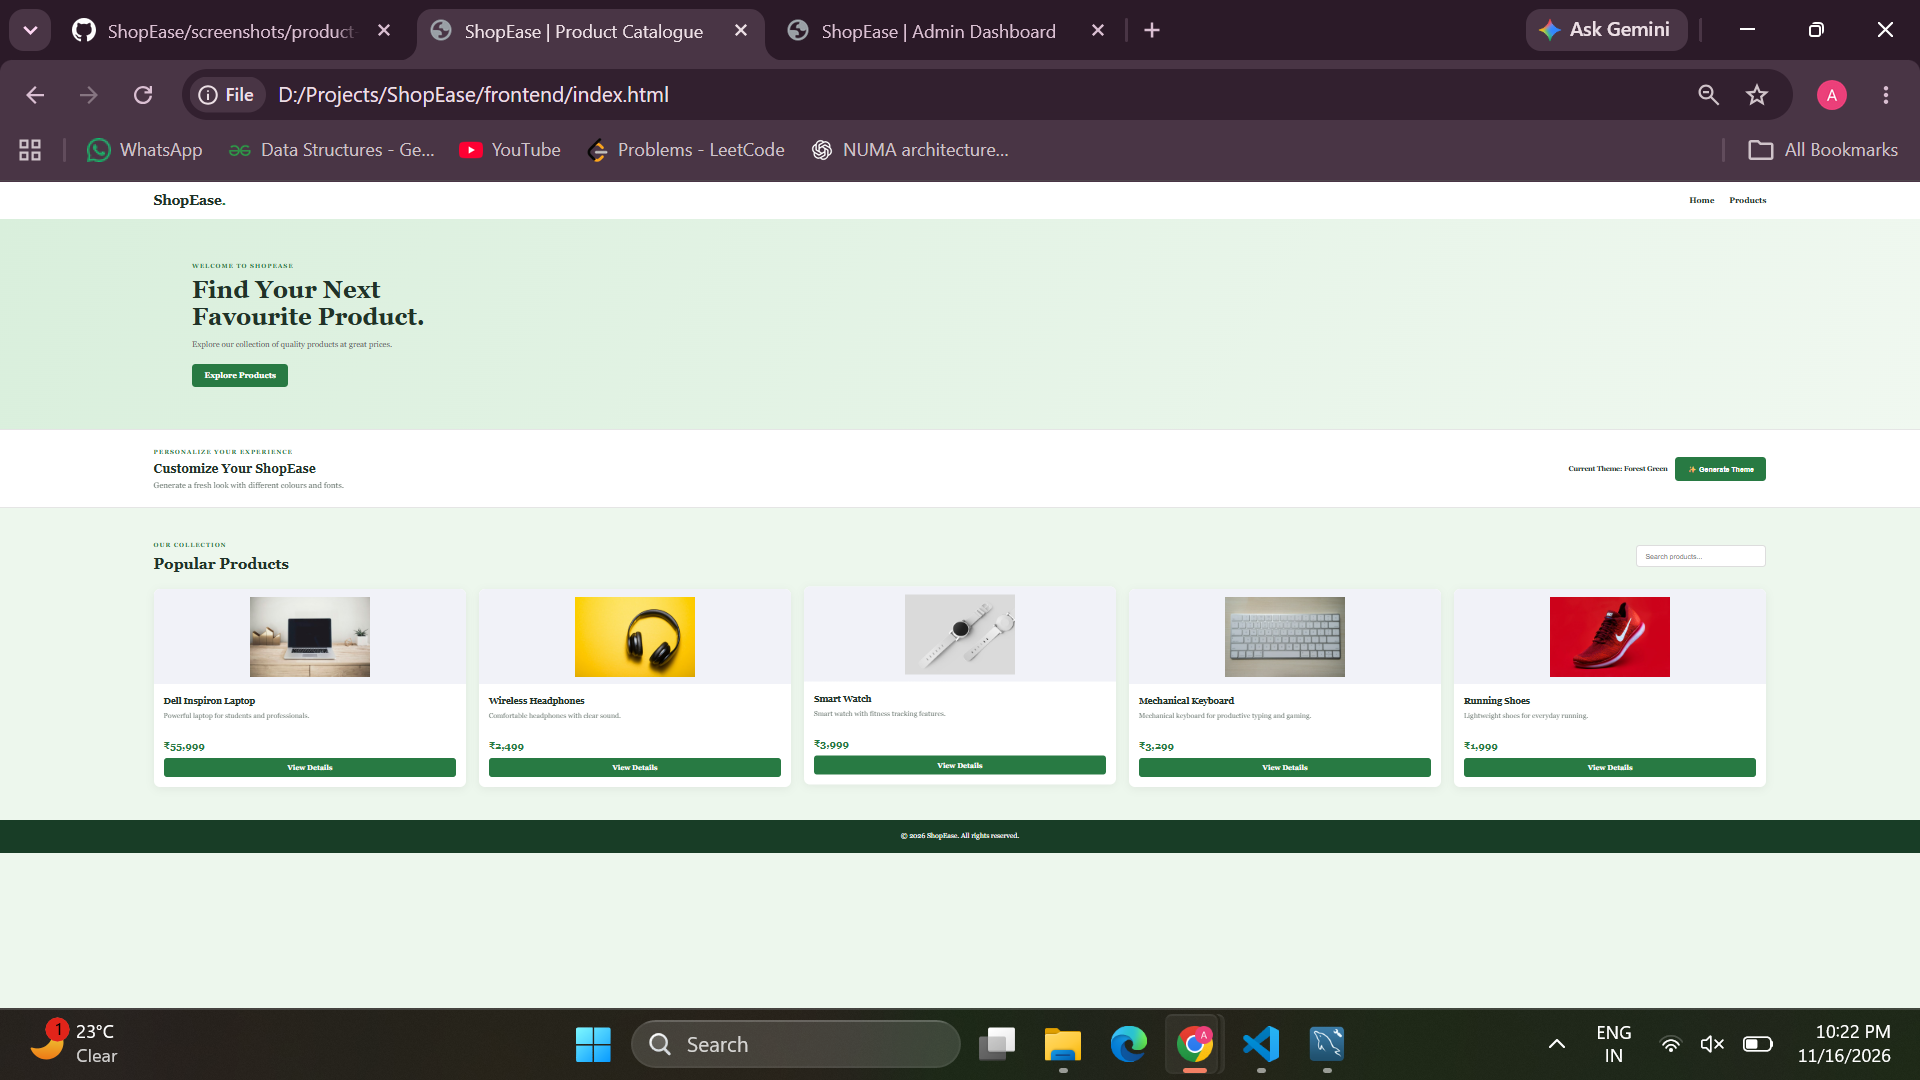 ShopEase/screenshots/product-
ShopEase | Product Catalogue
ShopEase | Admin Dashboard
Ask Gemini
File
D:/Projects/ShopEase/frontend/index.html
A
WhatsApp
Data Structures - Ge...
YouTube
Problems - LeetCode
NUMA architecture...
All Bookmarks
ShopEase.
Home
Products
WELCOME TO SHOPEASE
Find Your Next
Favourite Product.
Explore our collection of quality products at great prices.
Explore Products
PERSONALIZE YOUR EXPERIENCE
Customize Your ShopEase
Generate a fresh look with different colours and fonts.
Current Theme: Forest Green
✨ Generate Theme
OUR COLLECTION
Popular Products
Search products...
Dell Inspiron Laptop
Powerful laptop for students and professionals.
₹55,999
View Details
Wireless Headphones
Comfortable headphones with clear sound.
₹2,499
View Details
Smart Watch
Smart watch with fitness tracking features.
₹3,999
View Details
Mechanical Keyboard
Mechanical keyboard for productive typing and gaming.
₹3,299
View Details
Running Shoes
Lightweight shoes for everyday running.
₹1,999
View Details
© 2026 ShopEase. All rights reserved.
1
23°C
Clear
Search
A
ENG
IN
10:22 PM
11/16/2026